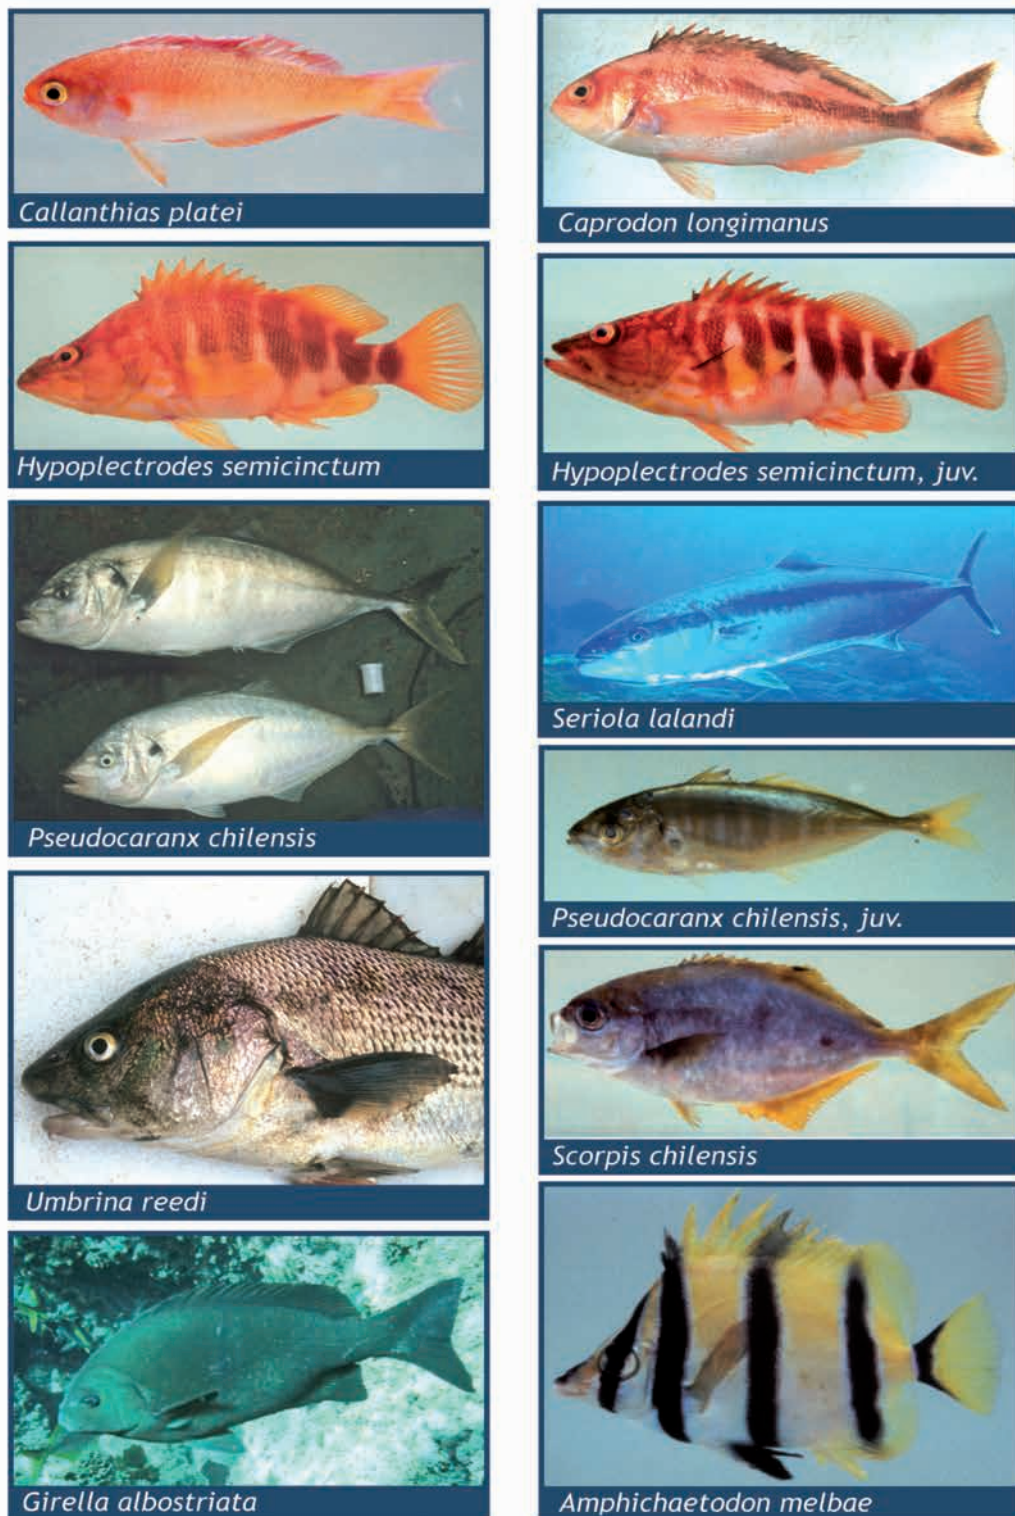 Callanthias platei
Caprodon longimanus
Hypoplectrodes semicinctum
Hypoplectrodes semicinctum, juv.
Pseudocaranx chilensis
Seriola lalandi
Pseudocaranx chilensis, juv.
Umbrina reedi
Scorpis chilensis
Girella albostriata
Amphichaetodon melbae